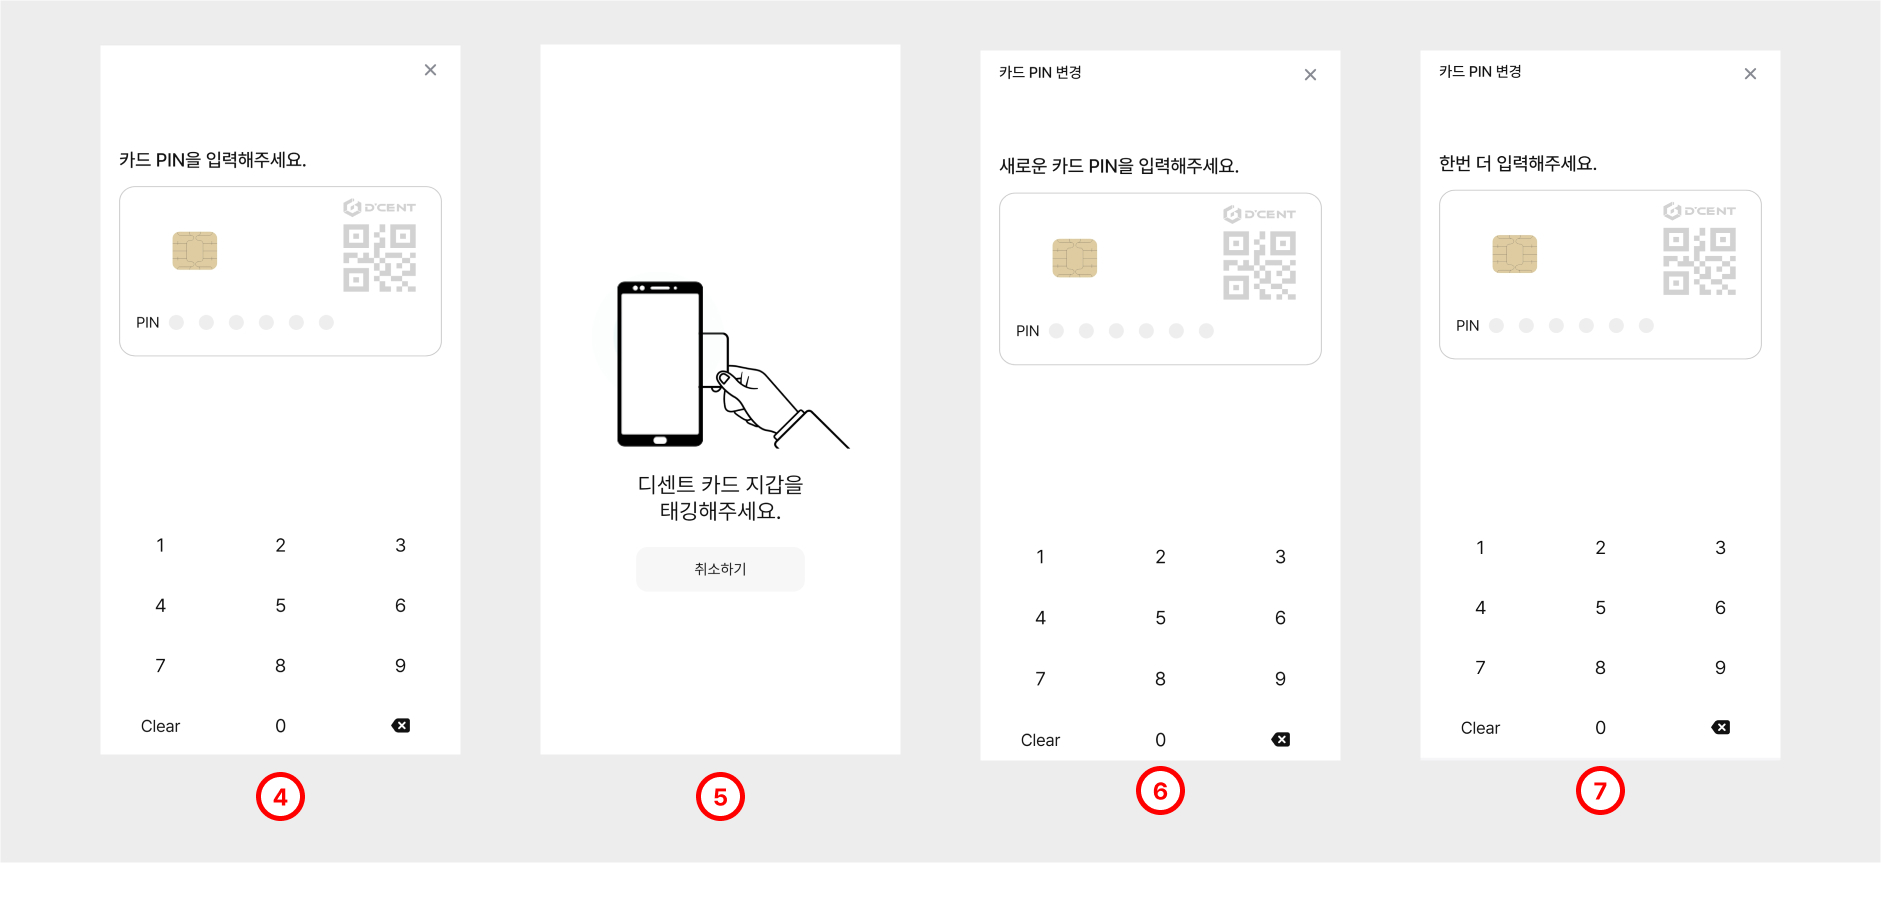 카드 PIN을 입력해주세요.
D'CENT
PIN
1 2 3
4 5 6
7 8 9
Clear 0
4
디센트 카드 지갑을
태깅해주세요.
취소하기
5
카드 PIN 변경
새로운 카드 PIN을 입력해주세요.
D'CENT
PIN
1 2 3
4 5 6
7 8 9
Clear 0
6
카드 PIN 변경
한번 더 입력해주세요.
D'CENT
PIN
1 2 3
4 5 6
7 8 9
Clear 0
7